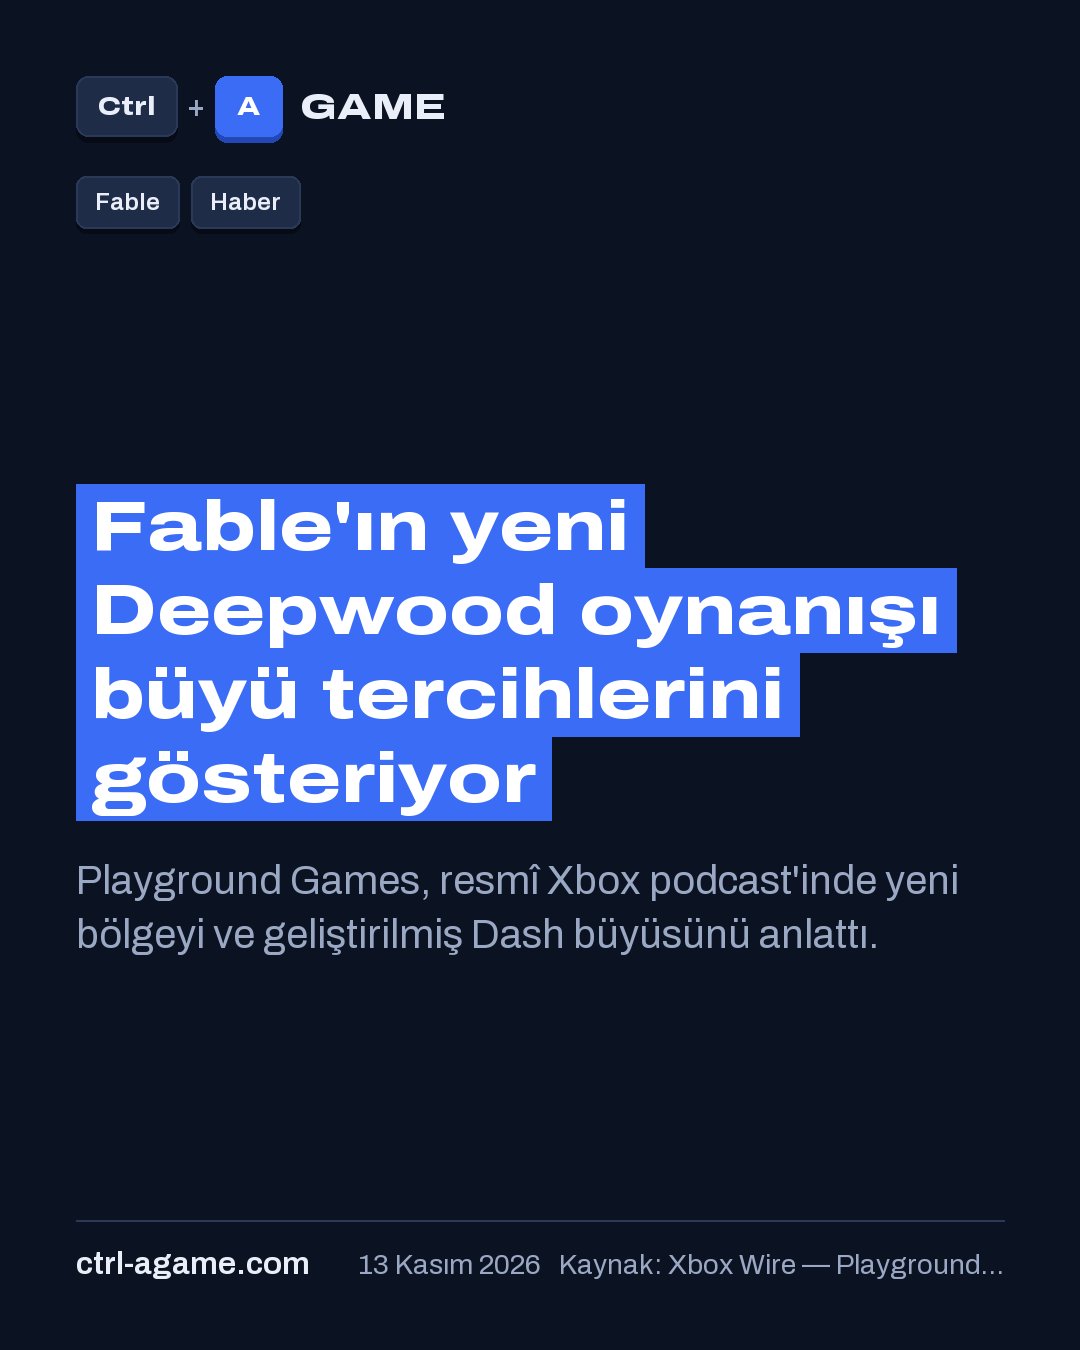 Ctrl + A GAME
Fable Haber
Fable'ın yeni
Deepwood oynanışı
büyü tercihlerini
gösteriyor
Playground Games, resmî Xbox podcast'inde yeni
bölgeyi ve geliştirilmiş Dash büyüsünü anlattı.
ctrl-agame.com 13 Kasım 2026 Kaynak: Xbox Wire — Playground…